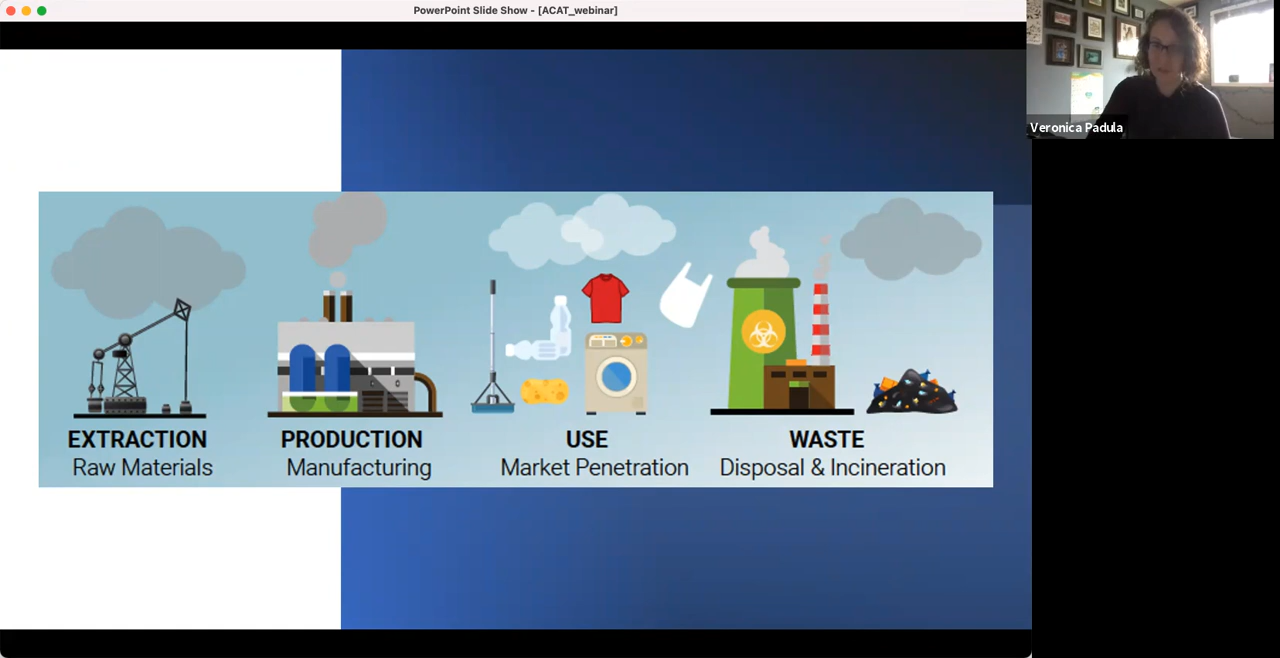 PowerPoint Slide Show - [ACAT_webinar]
Veronica Padula
EXTRACTION
Raw Materials
PRODUCTION
Manufacturing
USE
Market Penetration
WASTE
Disposal & Incineration